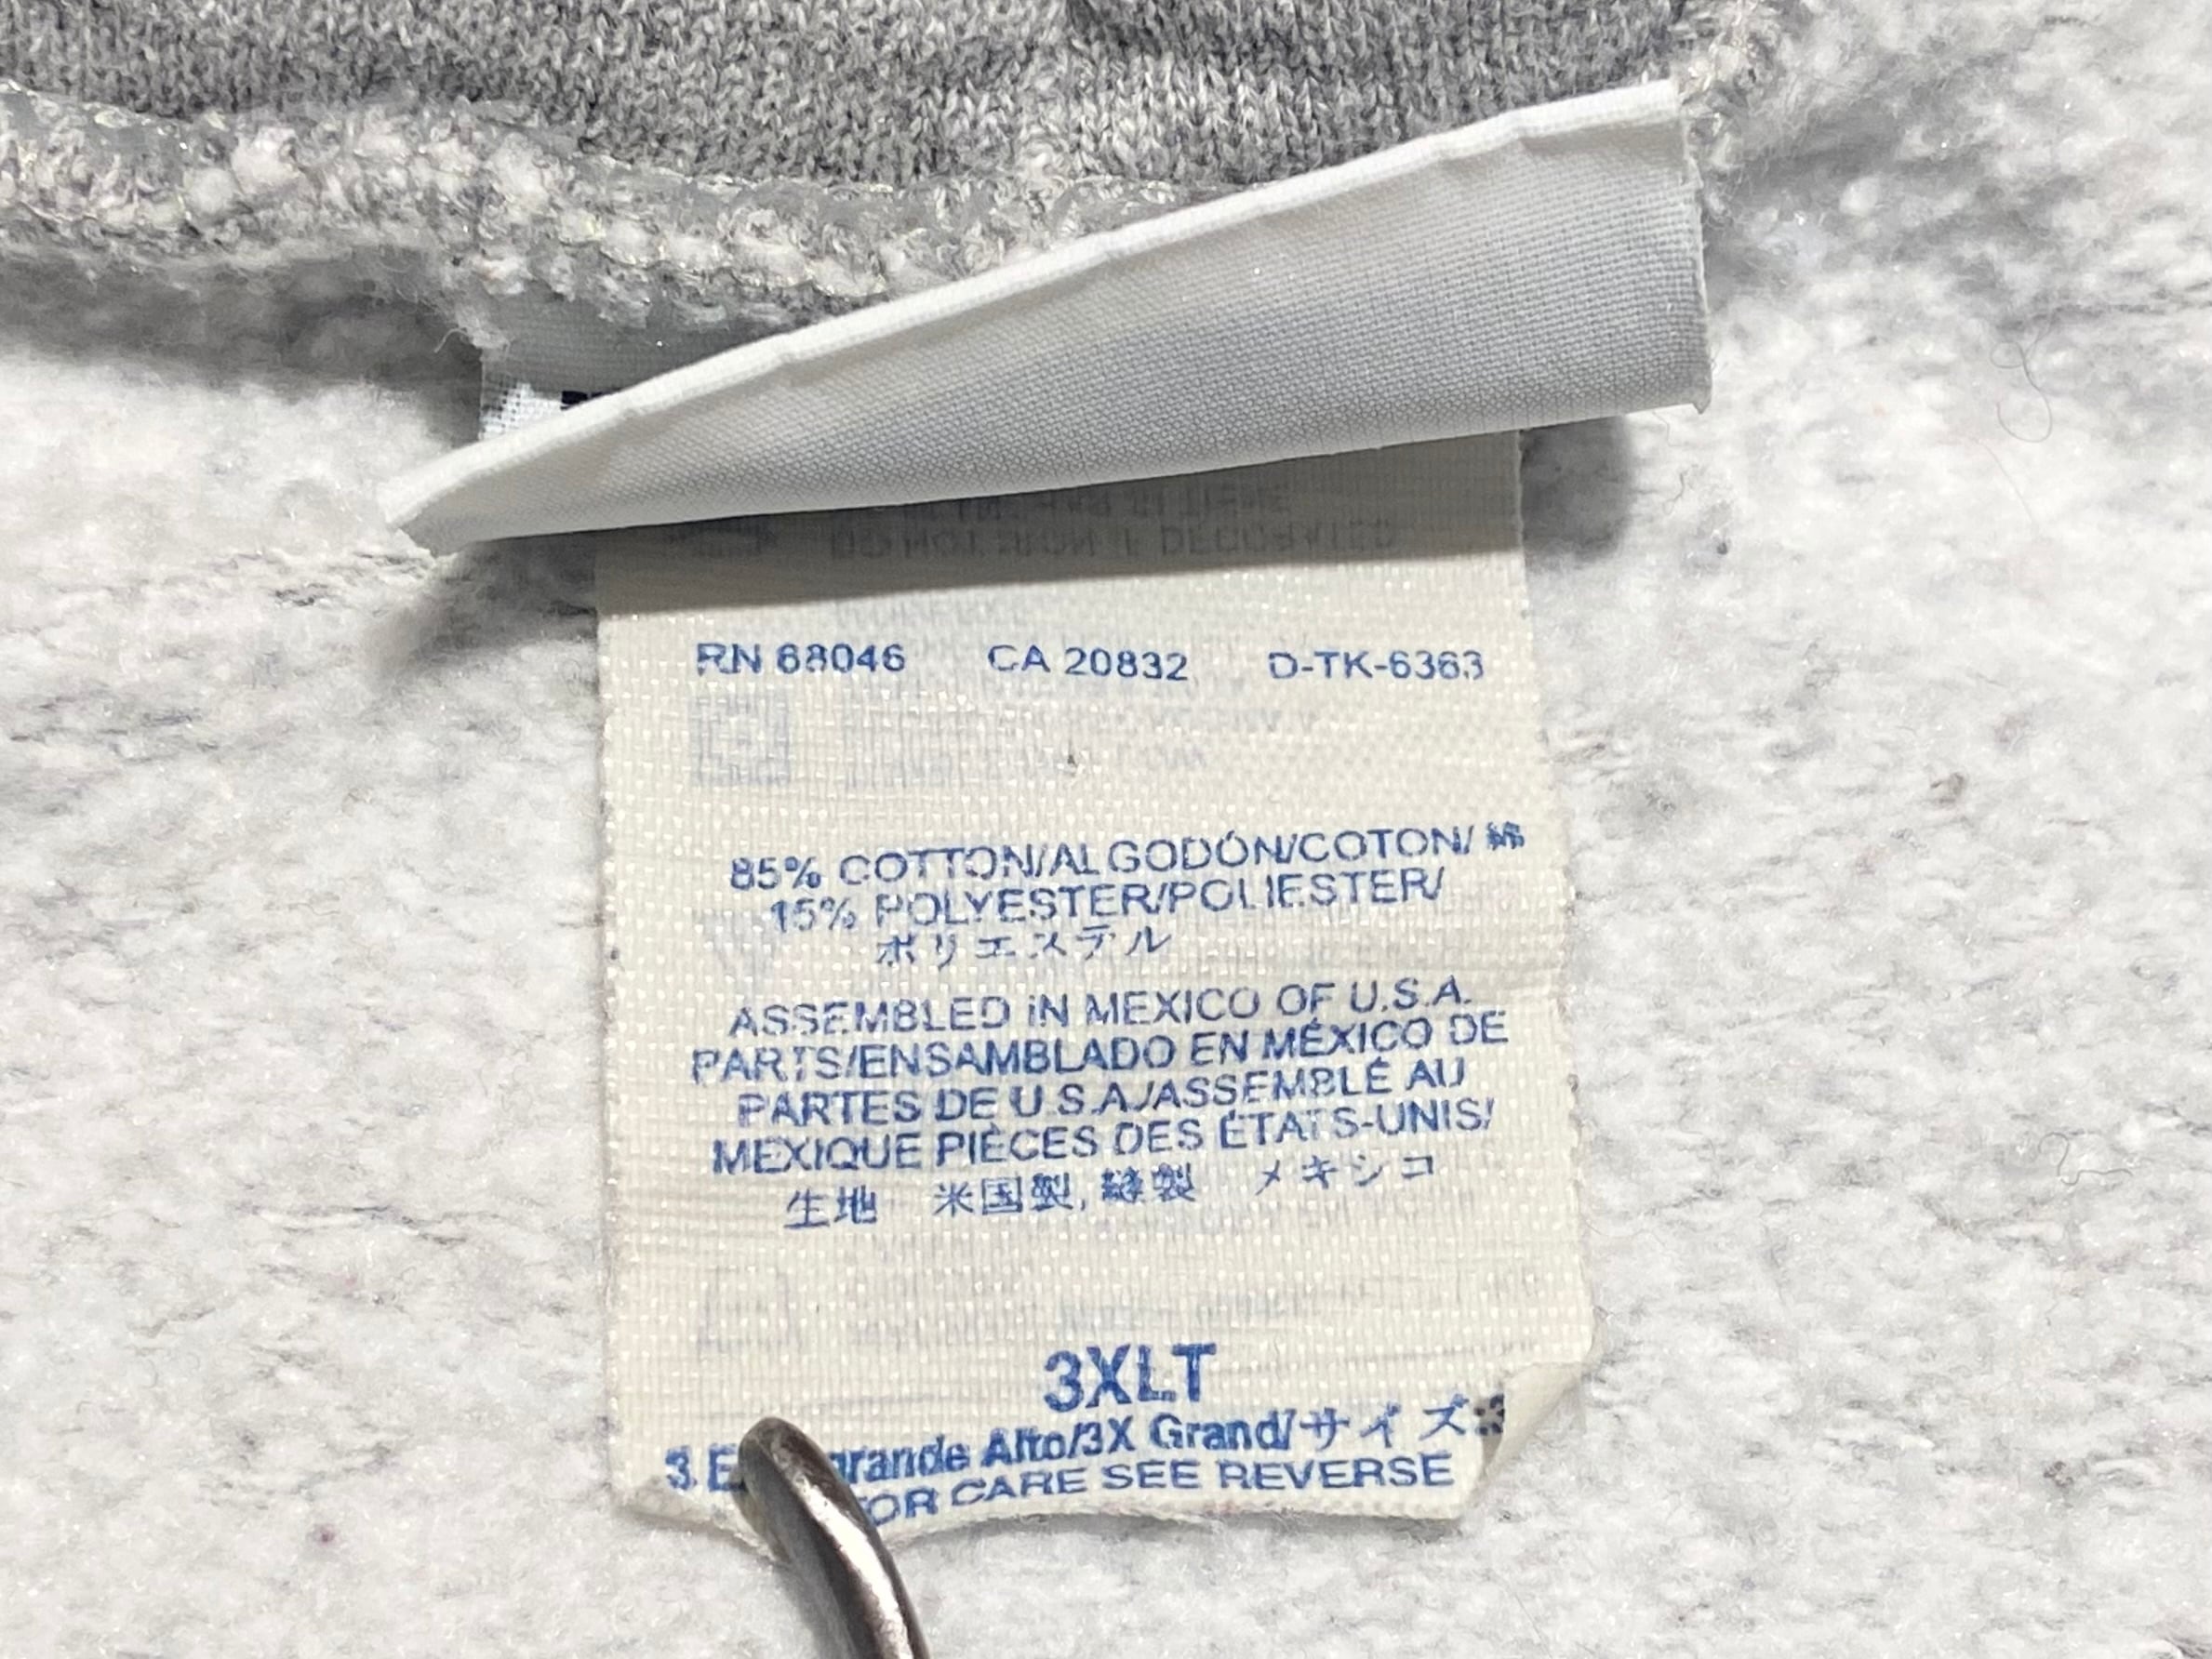 RN 68046 CA 20832 D-TK-6363
85% COTTON/ALGODÓN/COTON/ 綿
15% POLYESTER/POLIESTER/
ポリエステル
ASSEMBLED IN MEXICO OF U.S.A.
PARTS/ENSAMBLADO EN MÉXICO DE
PARTES DE U.S.A./ASSEMBLÉ AU
MEXIQUE PIÈCES DES ÉTATS-UNIS/
生地 米国製, 縫製 メキシコ
3XLT
3 grande Alto/3X Grand/サイズ:3
FOR CARE SEE REVERSE